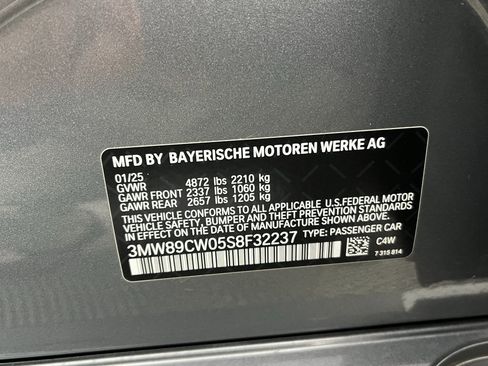 MFD BY BAYERISCHE MOTOREN WERKE AG
01/25
GVWR 4872 lbs 2210 kg
GAWR FRONT 2337 lbs 1060 kg
GAWR REAR 2657 lbs 1205 kg
THIS VEHICLE CONFORMS TO ALL APPLICABLE U.S.FEDERAL MOTOR
VEHICLE SAFETY, BUMPER, AND THEFT PREVENTION STANDARDS IN
EFFECT ON THE DATE OF MANUFACTURE SHOWN ABOVE.
3MW89CW05S8F32237 TYPE: PASSENGER CAR
C4W
7 315 814